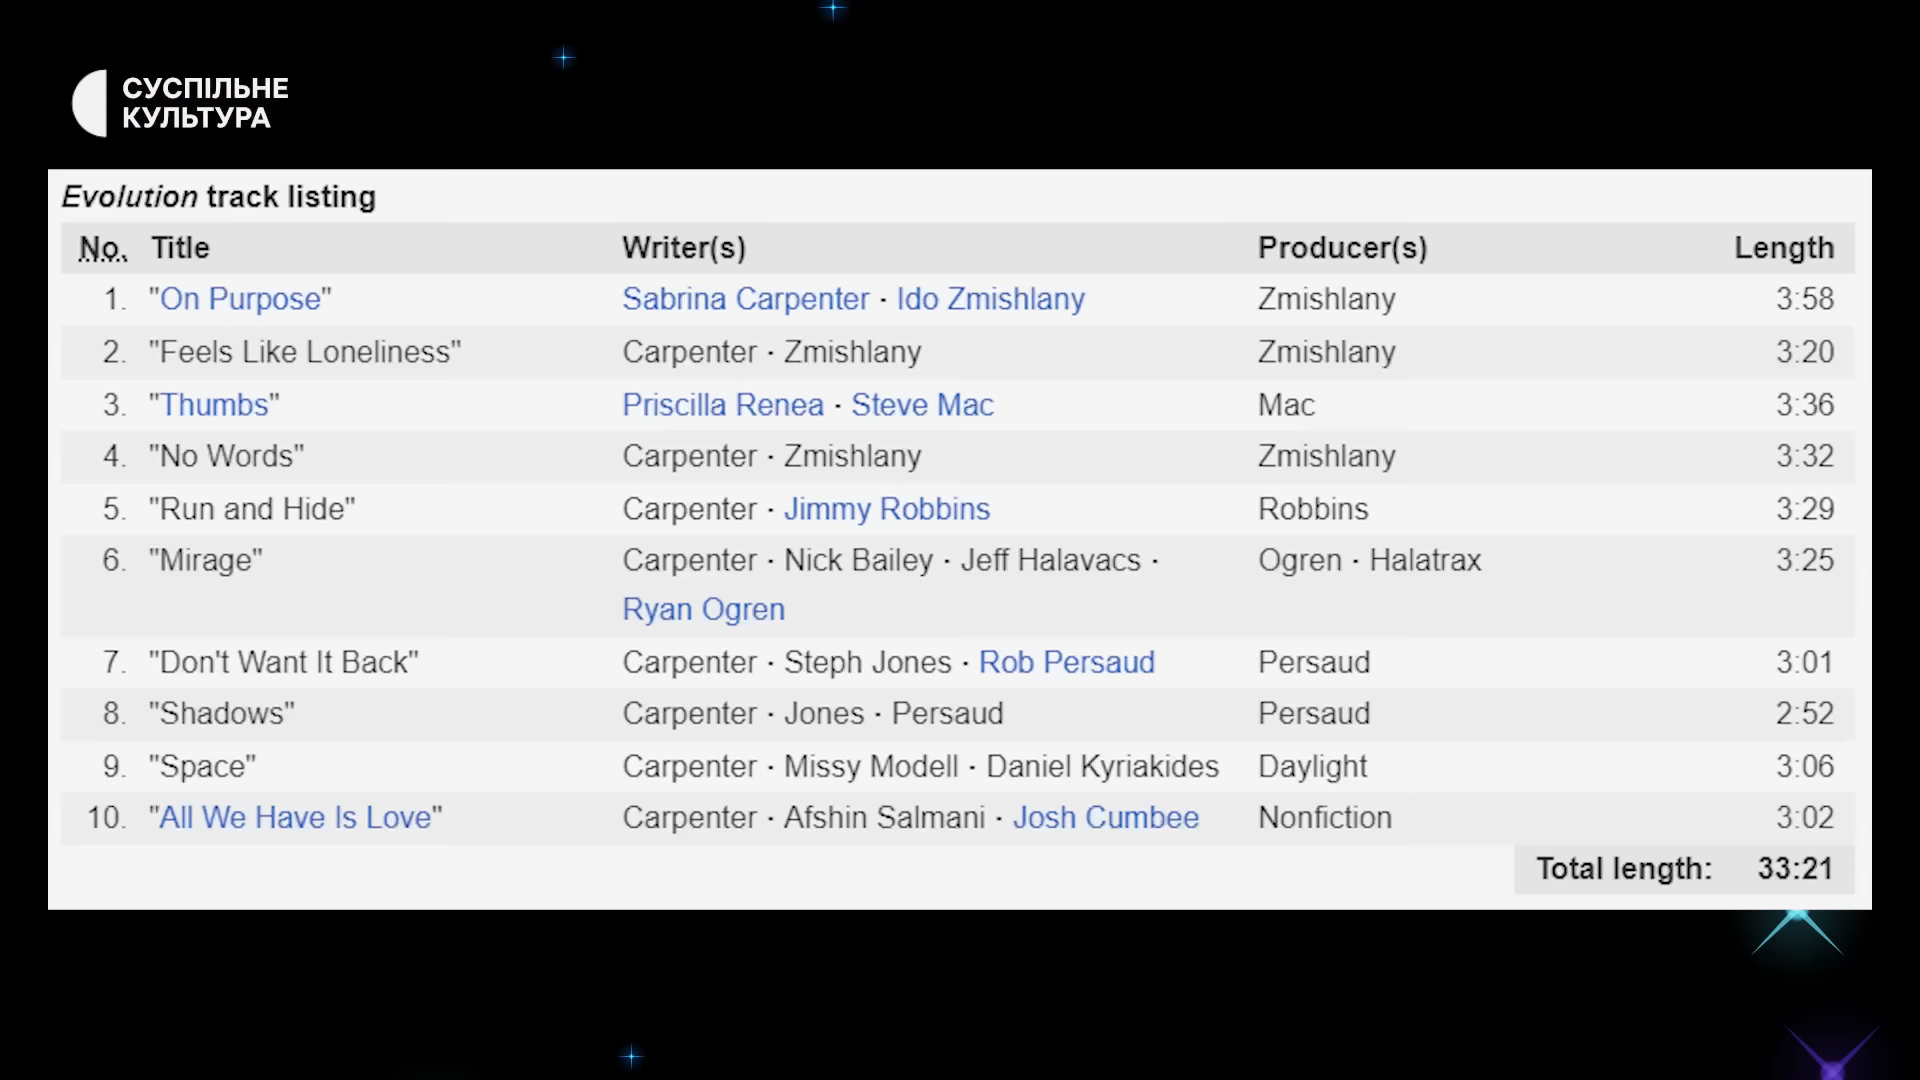 СУСПІЛЬНЕ
КУЛЬТУРА
Evolution track listing
No. Title Writer(s) Producer(s) Length
1. "On Purpose" Sabrina Carpenter · Ido Zmishlany Zmishlany 3:58
2. "Feels Like Loneliness" Carpenter · Zmishlany Zmishlany 3:20
3. "Thumbs" Priscilla Renea · Steve Mac Mac 3:36
4. "No Words" Carpenter · Zmishlany Zmishlany 3:32
5. "Run and Hide" Carpenter · Jimmy Robbins Robbins 3:29
6. "Mirage" Carpenter · Nick Bailey · Jeff Halavacs · Ogren · Halatrax 3:25
Ryan Ogren
7. "Don't Want It Back" Carpenter · Steph Jones · Rob Persaud Persaud 3:01
8. "Shadows" Carpenter · Jones · Persaud Persaud 2:52
9. "Space" Carpenter · Missy Modell · Daniel Kyriakides Daylight 3:06
10. "All We Have Is Love" Carpenter · Afshin Salmani · Josh Cumbee Nonfiction 3:02
Total length: 33:21